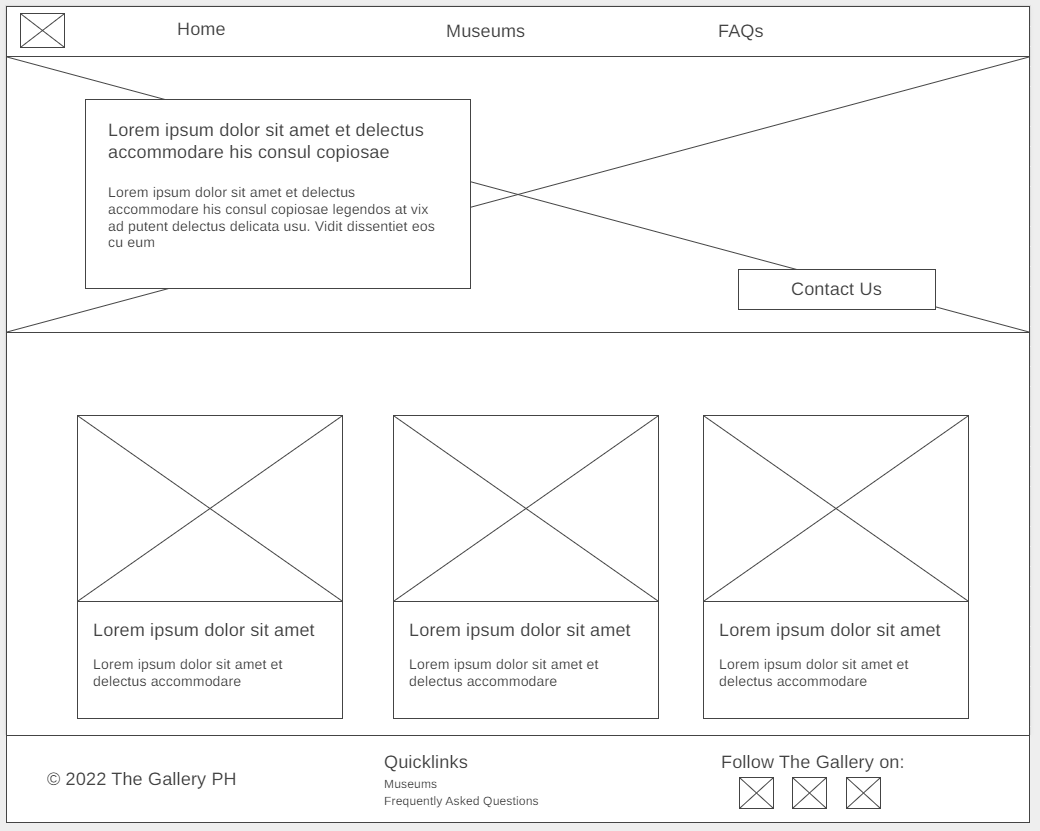 Home
Museums
FAQs
Lorem ipsum dolor sit amet et delectus
accommodare his consul copiosae
Lorem ipsum dolor sit amet et delectus
accommodare his consul copiosae legendos at vix
ad putent delectus delicata usu. Vidit dissentiet eos
cu eum
Contact Us
Lorem ipsum dolor sit amet
Lorem ipsum dolor sit amet et
delectus accommodare
Lorem ipsum dolor sit amet
Lorem ipsum dolor sit amet et
delectus accommodare
Lorem ipsum dolor sit amet
Lorem ipsum dolor sit amet et
delectus accommodare
© 2022 The Gallery PH
Quicklinks
Museums
Frequently Asked Questions
Follow The Gallery on: